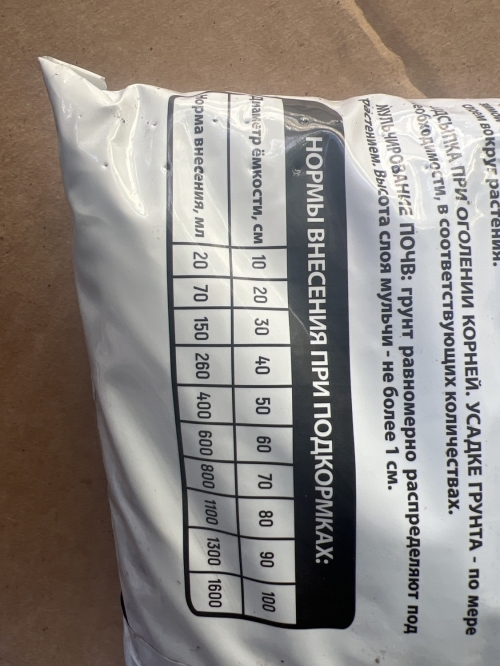 вокруг растения.
ПОДСЫПКА ПРИ ОГОЛЕНИИ КОРНЕЙ. УСАДКЕ ГРУНТА - по мере
необходимости, в соответствующих количествах.
МУЛЬЧИРОВАНИЕ ПОЧВ: грунт равномерно распределяют под
растением. Высота слоя мульчи - не более 1 см.
НОРМЫ ВНЕСЕНИЯ ПРИ ПОДКОРМКАХ:
Диаметр ёмкости, см 10 20 30 40 50 60 70 80 90 100
Норма внесения, мл 20 70 150 260 400 600 800 1100 1300 1600